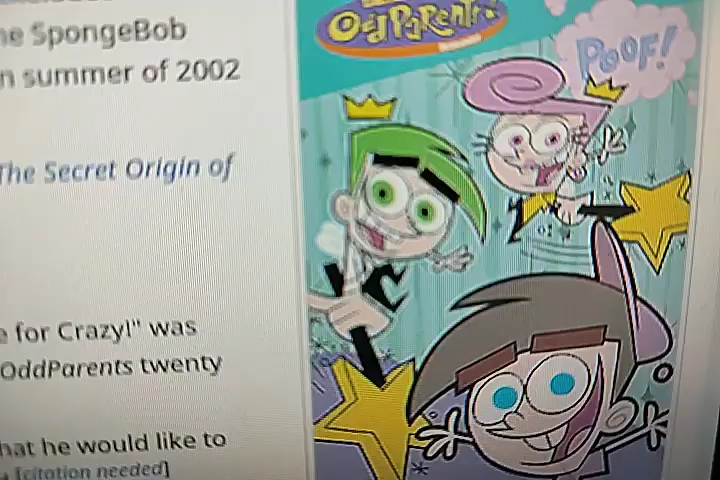 he SpongeBob
n summer of 2002
The Secret Origin of
e for Crazy!" was
OddParents twenty
hat he would like to
[citation needed]
OddParents!
POOF!